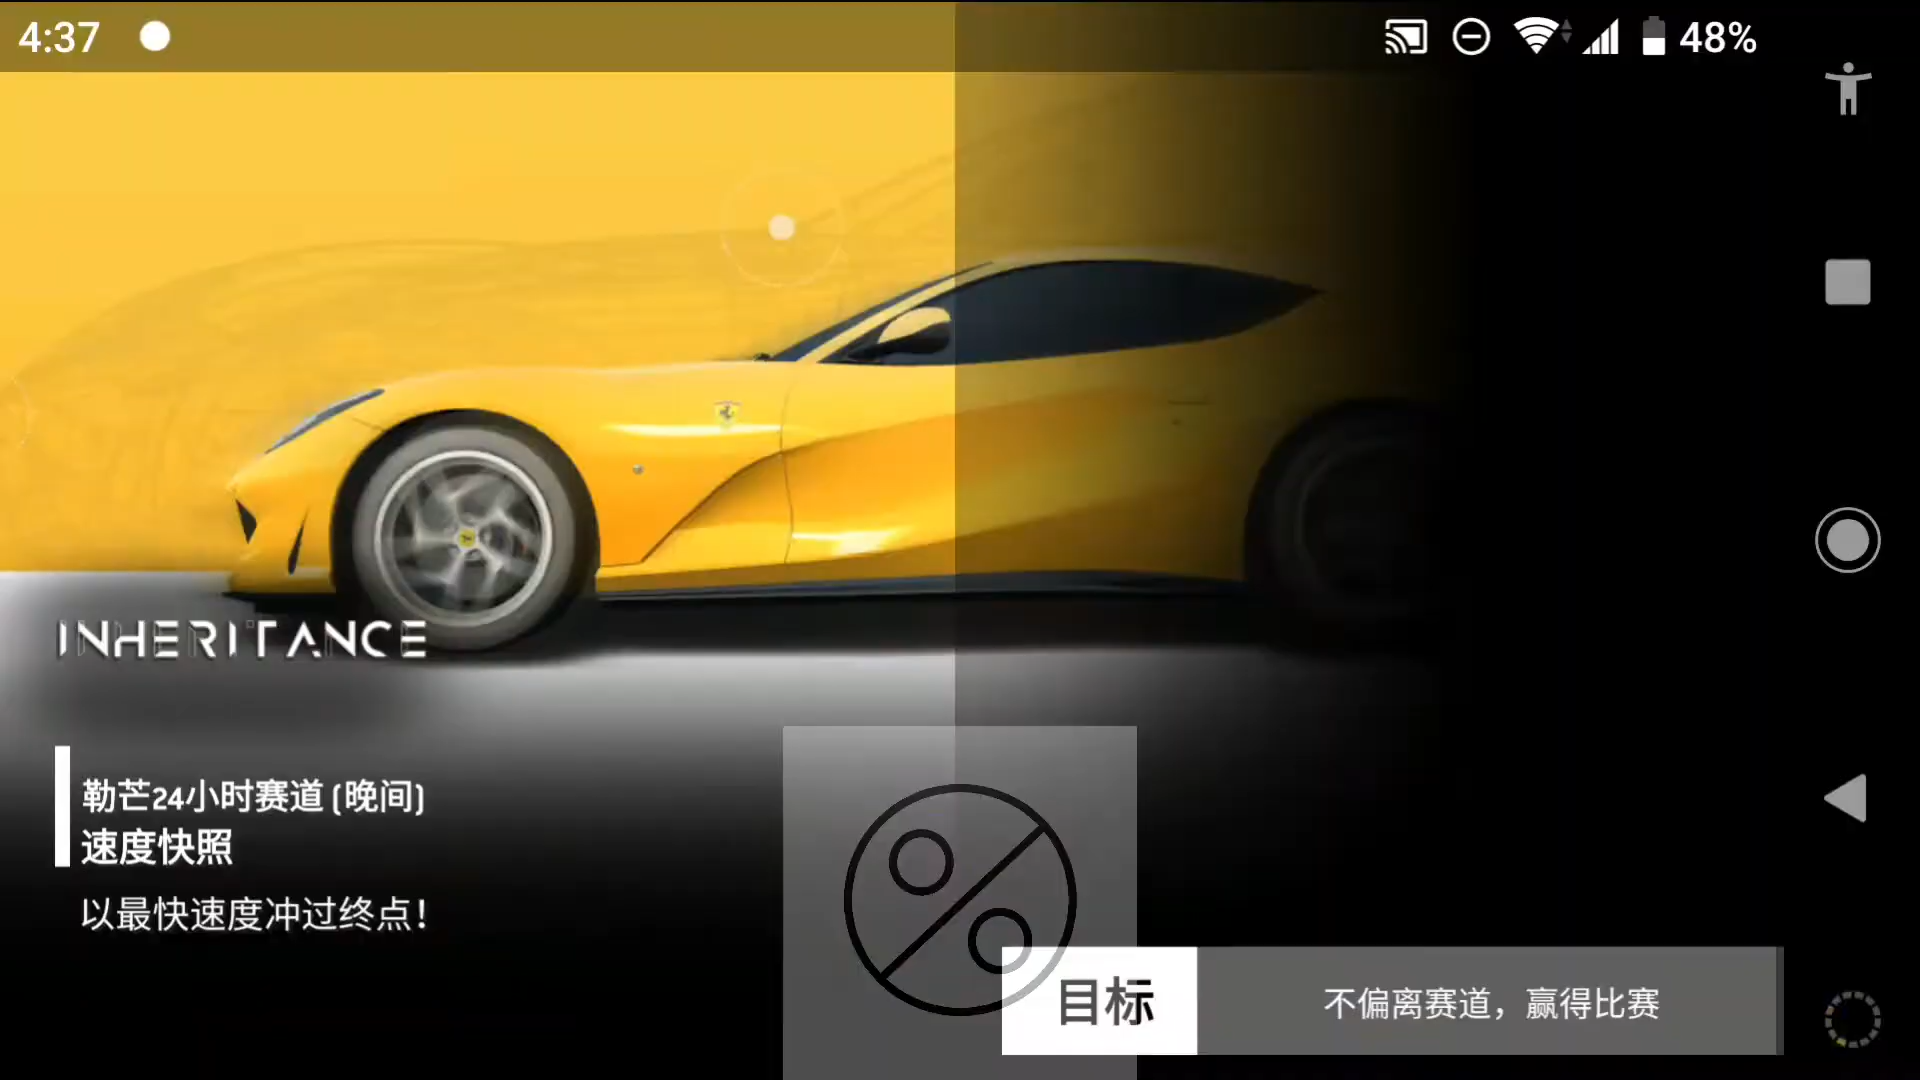 4:37
48%
INHERITANCE
勒芒24小时赛道 (晚间)
速度快照
以最快速度冲过终点!
目标
不偏离赛道，赢得比赛